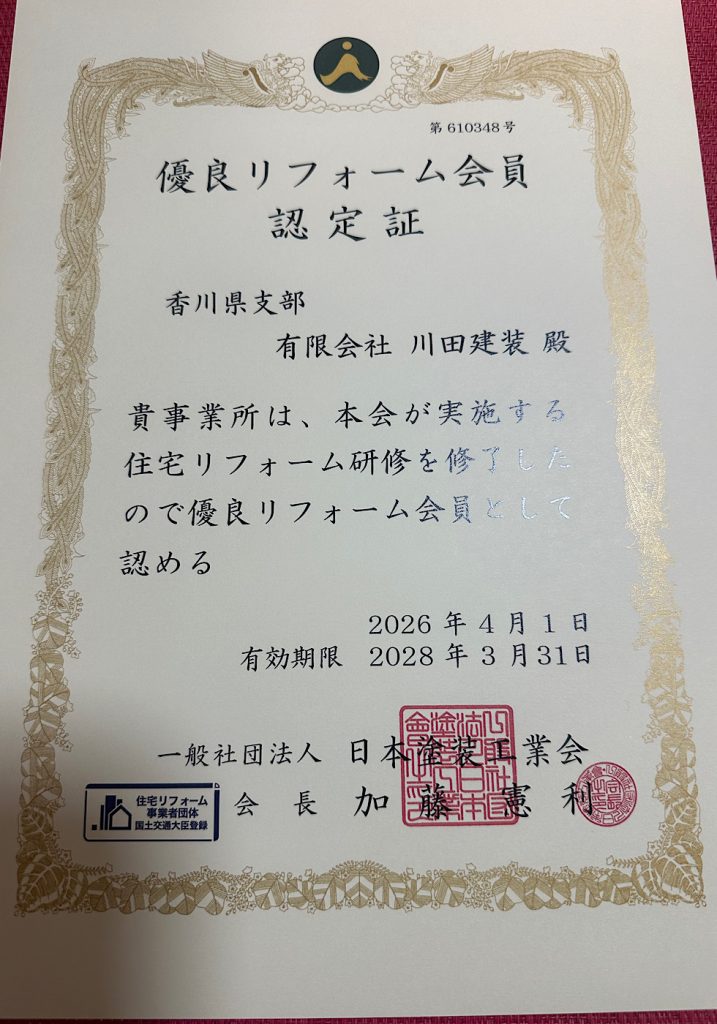 第 610348 号
優良リフォーム会員
認定証
香川県支部
有限会社 川田建装 殿
貴事業所は、本会が実施する
住宅リフォーム研修を修了した
ので優良リフォーム会員として
認める
2026 年 4 月 1 日
有効期限 2028 年 3 月 31 日
一般社団法人 日本塗装工業会
会長 加藤憲利
住宅リフォーム
事業者団体
国土交通大臣登録